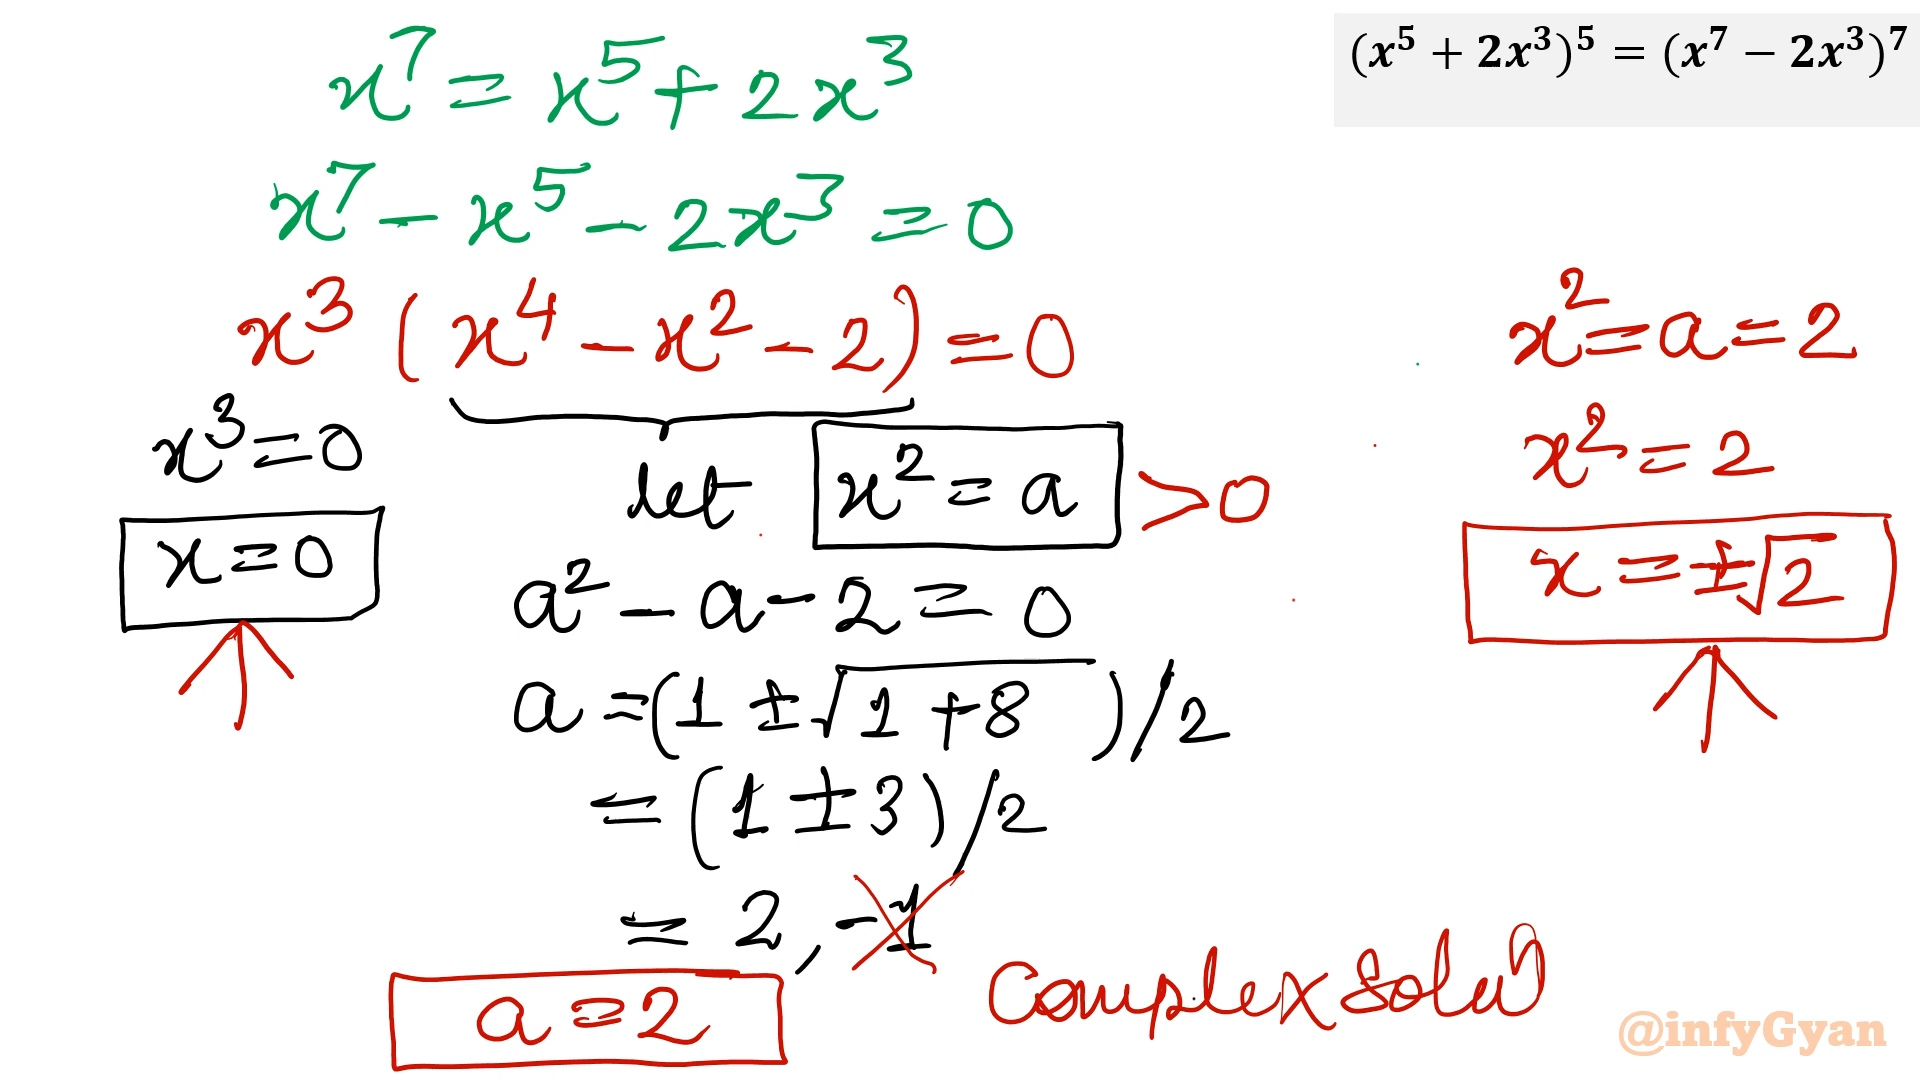 (x⁵ + 2x³)⁵ = (x⁷ − 2x³)⁷
x⁷ = x⁵ + 2x³
x⁷ − x⁵ − 2x³ = 0
x³ (x⁴ − x² − 2) = 0
x³ = 0
x = 0
let x² = a > 0
a² − a − 2 = 0
a = (1 ± √1 + 8)/2
= (1 ± 3)/2
= 2, −1
a = 2
complex solun
x² = a = 2
x² = 2
x = ±√2
@infyGyan